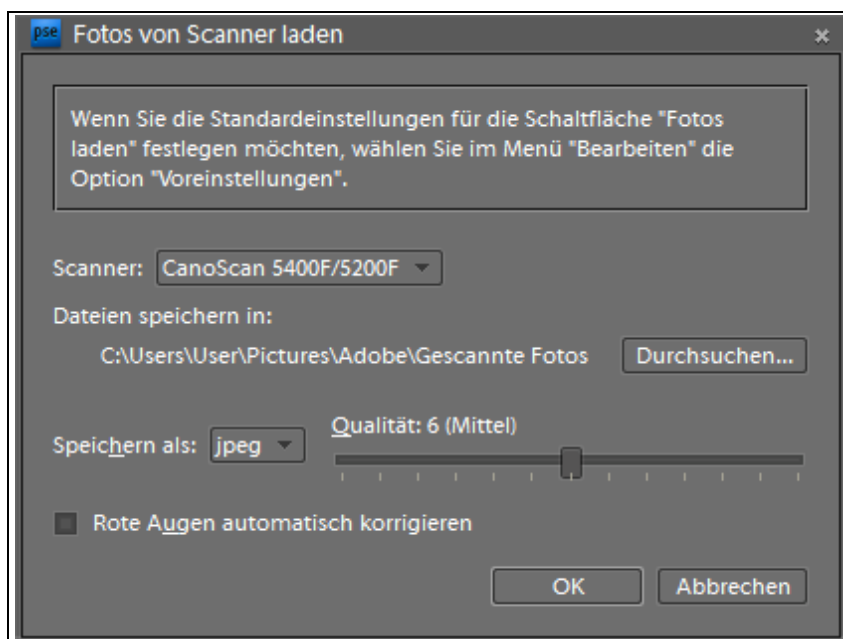 pse Fotos von Scanner laden
Wenn Sie die Standardeinstellungen für die Schaltfläche "Fotos
laden" festlegen möchten, wählen Sie im Menü "Bearbeiten" die
Option "Voreinstellungen".
Scanner: CanoScan 5400F/5200F
Dateien speichern in:
C:\Users\User\Pictures\Adobe\Gescannte Fotos Durchsuchen...
Qualität: 6 (Mittel)
Speichern als: jpeg
Rote Augen automatisch korrigieren
OK Abbrechen